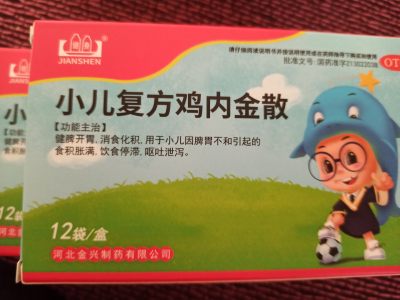 健身
JIANSHEN
请仔细阅读说明书并按说明使用或在药师指导下购买和使用
批准文号:国药准字Z13022038
OT
小儿复方鸡内金散
【功能主治】
健脾开胃,消食化积,用于小儿因脾胃不和引起的
食积胀满,饮食停滞,呕吐泄泻。
12袋/盒
河北金兴制药有限公司